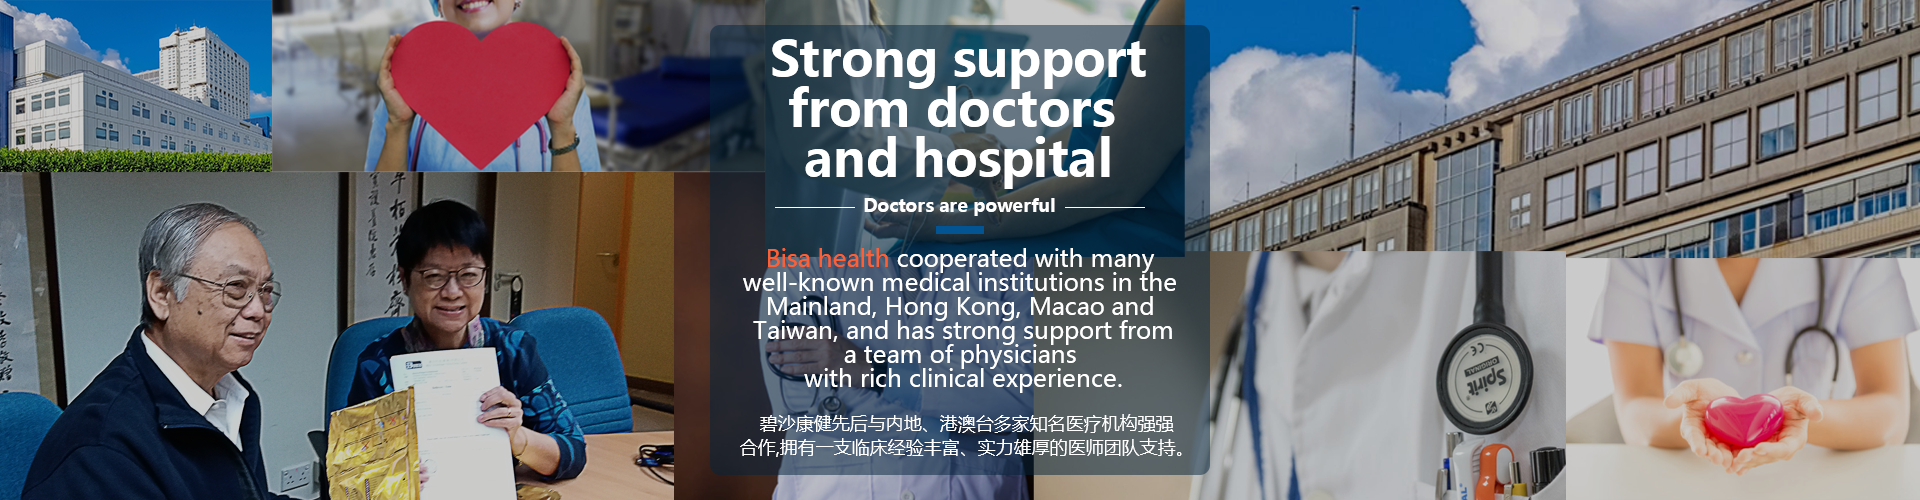 Strong support
from doctors
and hospital
Doctors are powerful
Bisa health cooperated with many
well-known medical institutions in the
Mainland, Hong Kong, Macao and
Taiwan, and has strong support from
a team of physicians
with rich clinical experience.
碧沙康健先后与内地、港澳台多家知名医疗机构强强
合作,拥有一支临床经验丰富、实力雄厚的医师团队支持。
ORIGINAL
Spirit
CE